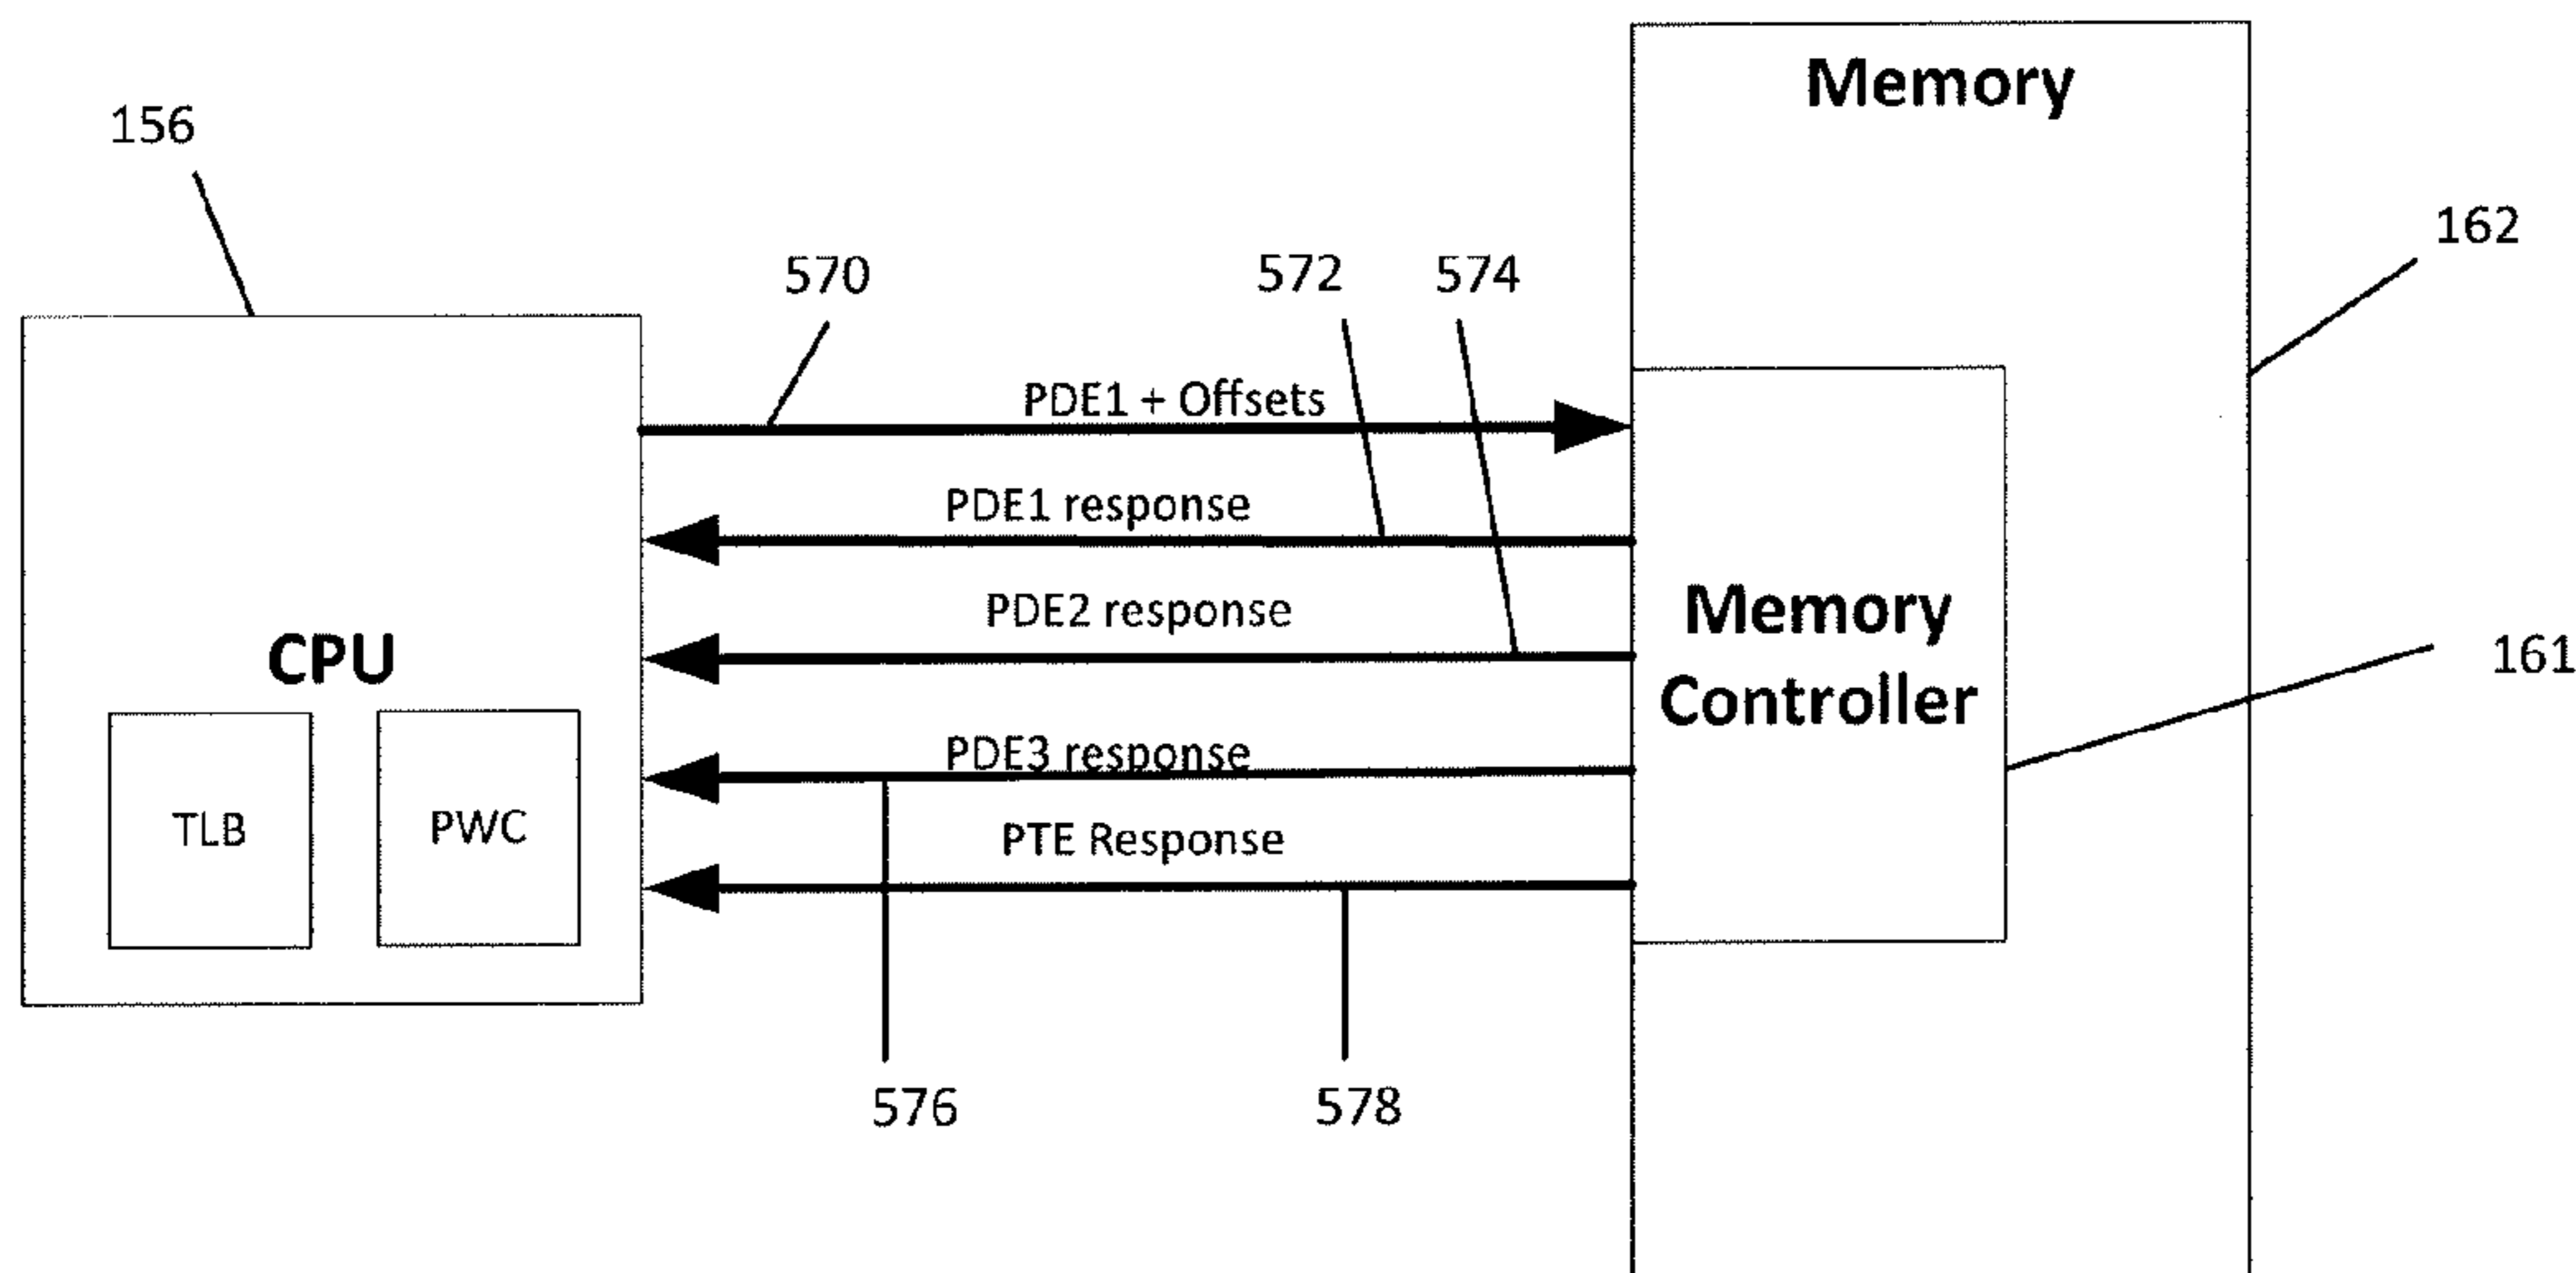 Memory
156
162
570
572
574
PDE1 + Offsets
PDE1 response
PDE2 response
Memory
Controller
CPU
161
PDE3 response
TLB
PWC
PTE Response
576
578